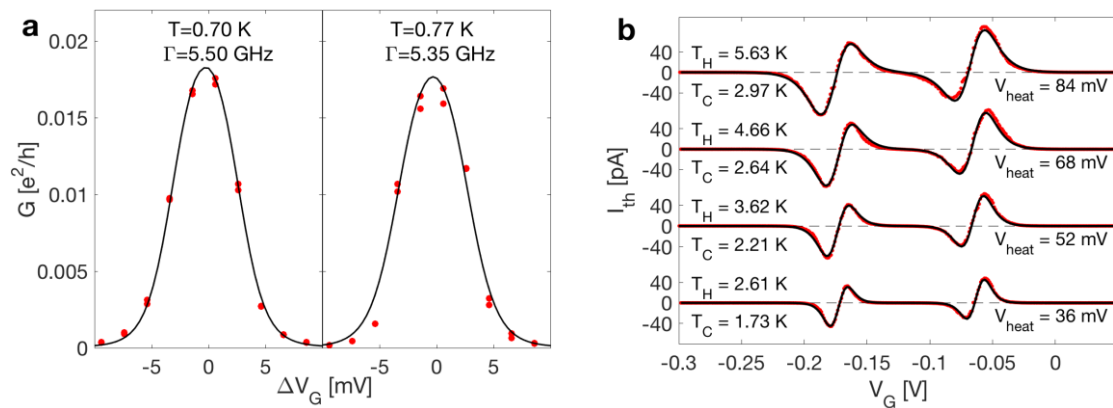 a
T=0.70 K
Γ=5.50 GHz
T=0.77 K
Γ=5.35 GHz
0.02
0.015
0.01
0.005
0
G [e²/h]
-5 0 5 -5 0 5
ΔV_G [mV]
b
T_H = 5.63 K
T_C = 2.97 K
V_heat = 84 mV
T_H = 4.66 K
T_C = 2.64 K
V_heat = 68 mV
T_H = 3.62 K
T_C = 2.21 K
V_heat = 52 mV
T_H = 2.61 K
T_C = 1.73 K
V_heat = 36 mV
40
0
-40
40
0
-40
40
0
-40
40
0
-40
I_th [pA]
-0.3 -0.25 -0.2 -0.15 -0.1 -0.05 0
V_G [V]